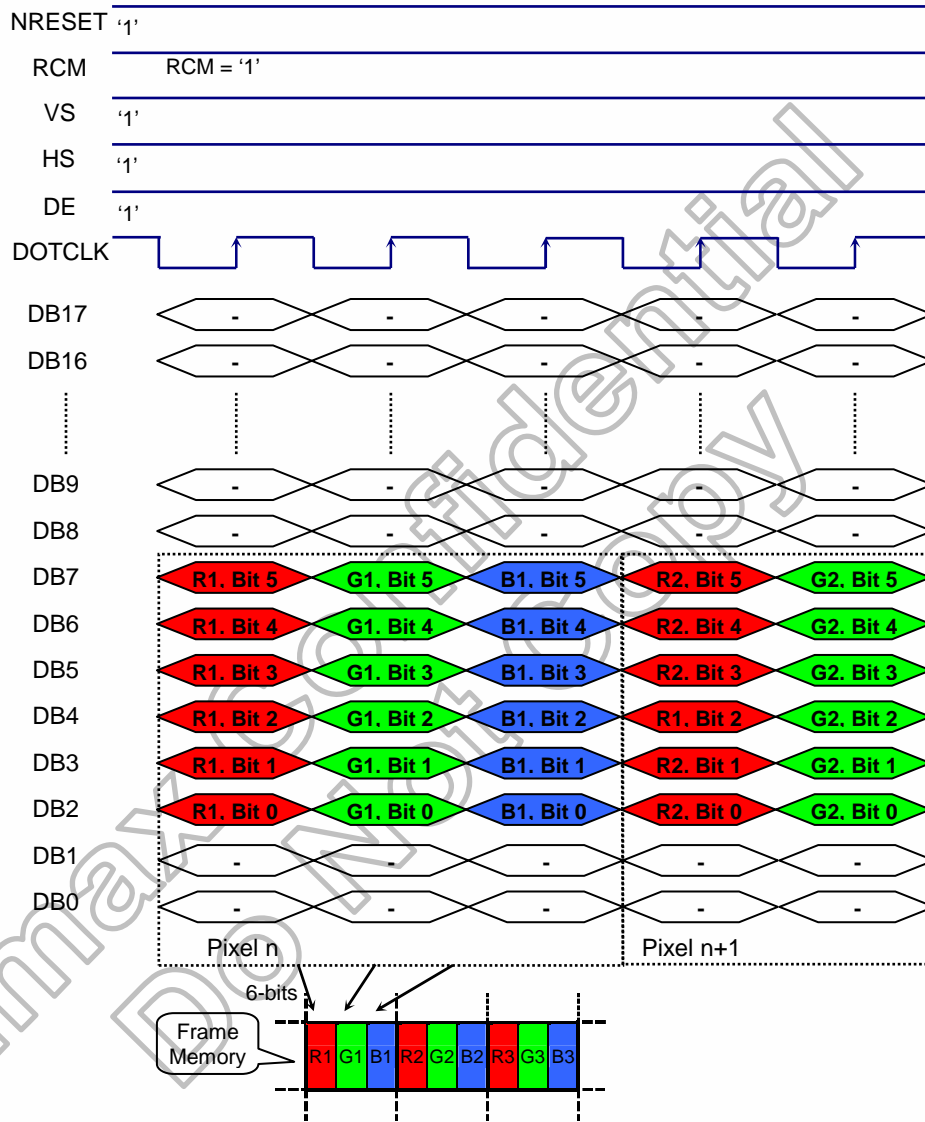 NRESET '1'
RCM RCM = '1'
VS '1'
HS '1'
DE '1'
DOTCLK
DB17 - - - - -
DB16 - - - - -
DB9 - - - - -
DB8 - - - - -
DB7 R1, Bit 5 G1, Bit 5 B1, Bit 5 R2, Bit 5 G2, Bit 5
DB6 R1, Bit 4 G1, Bit 4 B1, Bit 4 R2, Bit 4 G2, Bit 4
DB5 R1, Bit 3 G1, Bit 3 B1, Bit 3 R2, Bit 3 G2, Bit 3
DB4 R1, Bit 2 G1, Bit 2 B1, Bit 2 R1, Bit 2 G2, Bit 2
DB3 R1, Bit 1 G1, Bit 1 B1, Bit 1 R2, Bit 1 G2, Bit 1
DB2 R1, Bit 0 G1, Bit 0 B1, Bit 0 R2, Bit 0 G2, Bit 0
DB1 - - - - -
DB0 - - - - -
Pixel n Pixel n+1
6-bits
Frame
Memory
R1 G1 B1 R2 G2 B2 R3 G3 B3
max Confidential
Do Not Copy